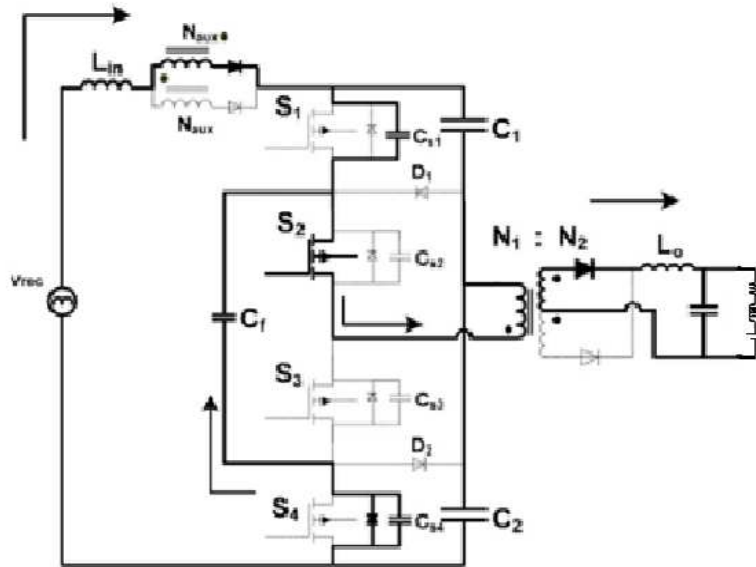 Naux
Lin
Naux
S1
Cs1
C1
D1
S2
Cs2
N1 : N2
Lo
Vrec
Cf
S3
Cs3
D2
S4
Cs4
C2